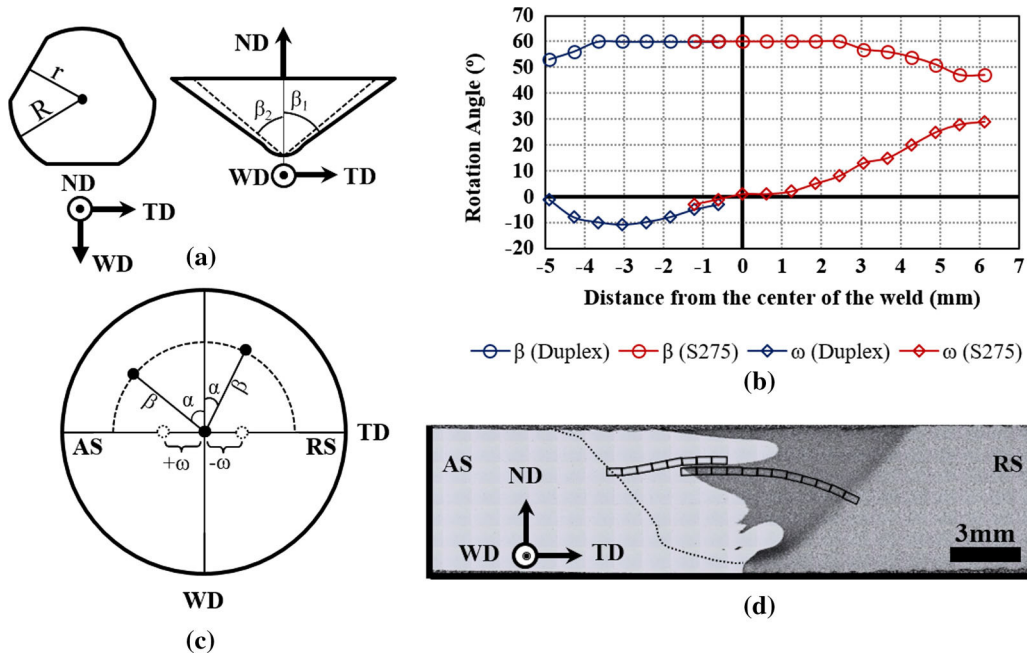 (a)
r
R
ND
TD
WD
ND
β2
β1
WD
TD
(b)
Rotation Angle (º)
70
60
50
40
30
20
10
0
-10
-20
-5 -4 -3 -2 -1 0 1 2 3 4 5 6 7
Distance from the center of the weld (mm)
β (Duplex) β (S275) ω (Duplex) ω (S275)
(c)
α α
β β
AS RS TD
+ω -ω
WD
(d)
AS RS
ND
WD TD
3mm